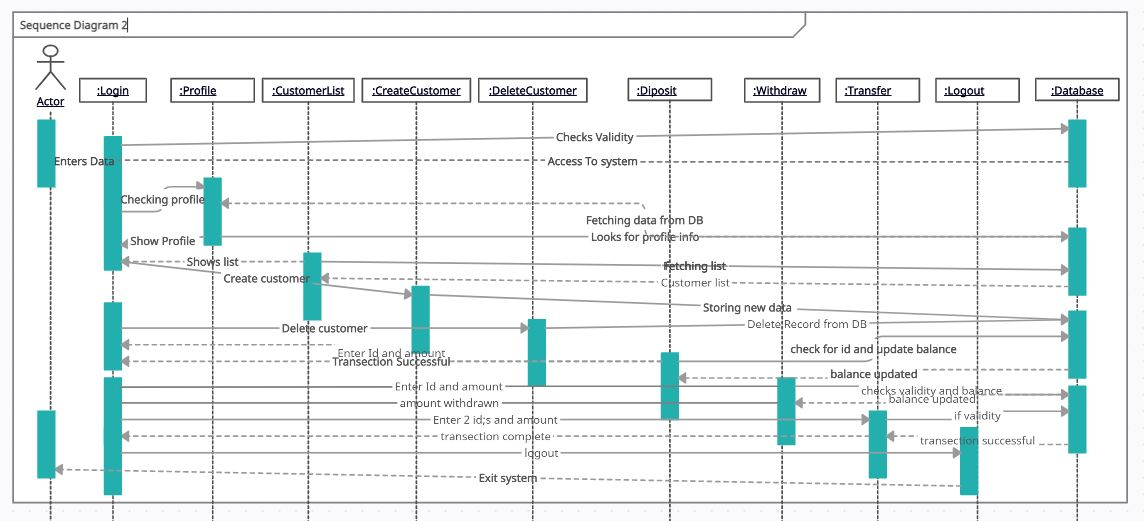 Sequence Diagram 2
Actor
:Login
:Profile
:CustomerList
:CreateCustomer
:DeleteCustomer
:Diposit
:Withdraw
:Transfer
:Logout
:Database
Checks Validity
Enters Data
Access To system
Checking profile
Fetching data from DB
Looks for profile info
Show Profile
Shows list
Fetching list
Create customer
Customer list
Storing new data
Delete customer
Delete Record from DB
Enter Id and amount
check for id and update balance
Transection Successful
balance updated
Enter Id and amount
checks validity and balance
amount withdrawn
balance updated
Enter 2 id;s and amount
if validity
transection complete
transection successful
logout
Exit system